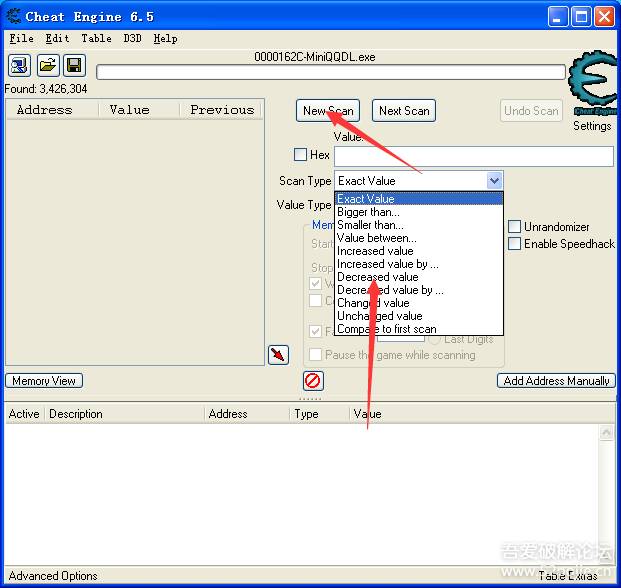 Cheat Engine 6.5
File Edit Table D3D Help
0000162C-MiniQQDL.exe
Found: 3,426,304
Address Value Previous
New Scan Next Scan Undo Scan
Cheat Engine
Settings
Value:
Hex
Scan Type Exact Value
Value Type
Exact Value
Bigger than...
Smaller than...
Value between...
Increased value
Increased value by ...
Decreased value
Decreased value by ...
Changed value
Unchanged value
Compare to first scan
Unrandomizer
Enable Speedhack
Last Digits
Pause the game while scanning
Memory View
Add Address Manually
Active Description Address Type Value
吾爱破解论坛
www.52pojie.cn
Advanced Options
Table Extras